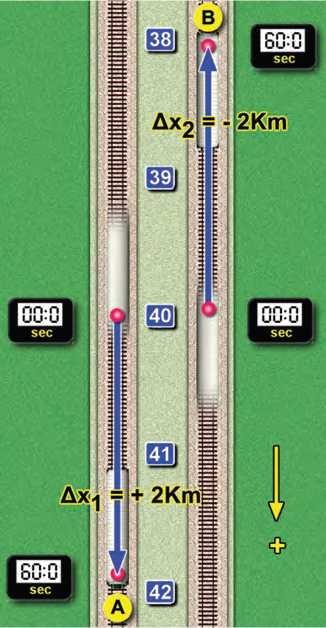 B
38
60:0
sec
Δx2 = - 2Km
39
00:0
sec
40
00:0
sec
41
Δx1 = + 2Km
+
60:0
sec
42
A